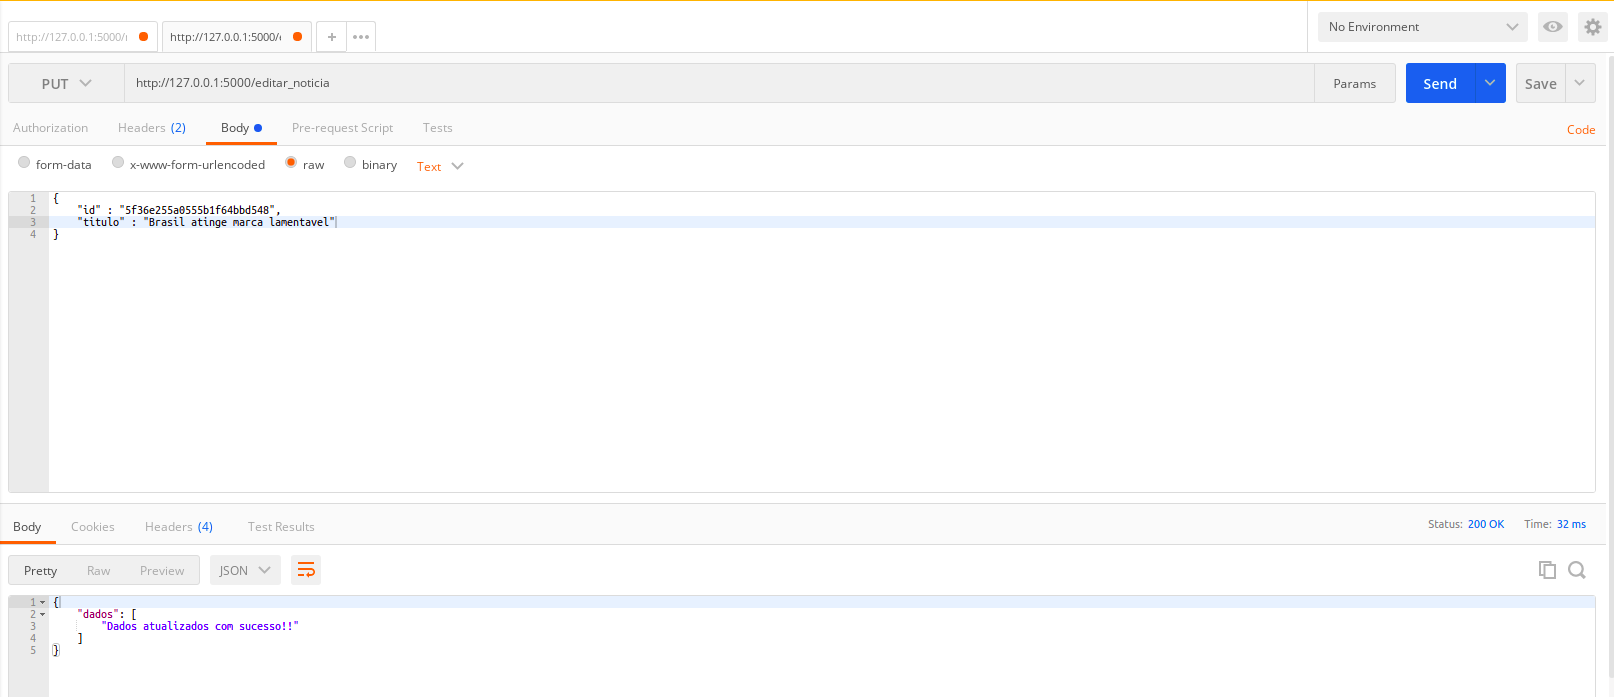 http://127.0.0.1:5000/ http://127.0.0.1:5000/ + ••• No Environment
PUT http://127.0.0.1:5000/editar_noticia Params Send Save
Authorization Headers (2) Body Pre-request Script Tests Code
form-data x-www-form-urlencoded raw binary Text
1 {
2 "id" : "5f36e255a0555b1f64bbd548",
3 "titulo" : "Brasil atinge marca lamentavel"
4 }
Body Cookies Headers (4) Test Results Status: 200 OK Time: 32 ms
Pretty Raw Preview JSON
1 {
2 "dados": [
3 "Dados atualizados com sucesso!!"
4 ]
5 }